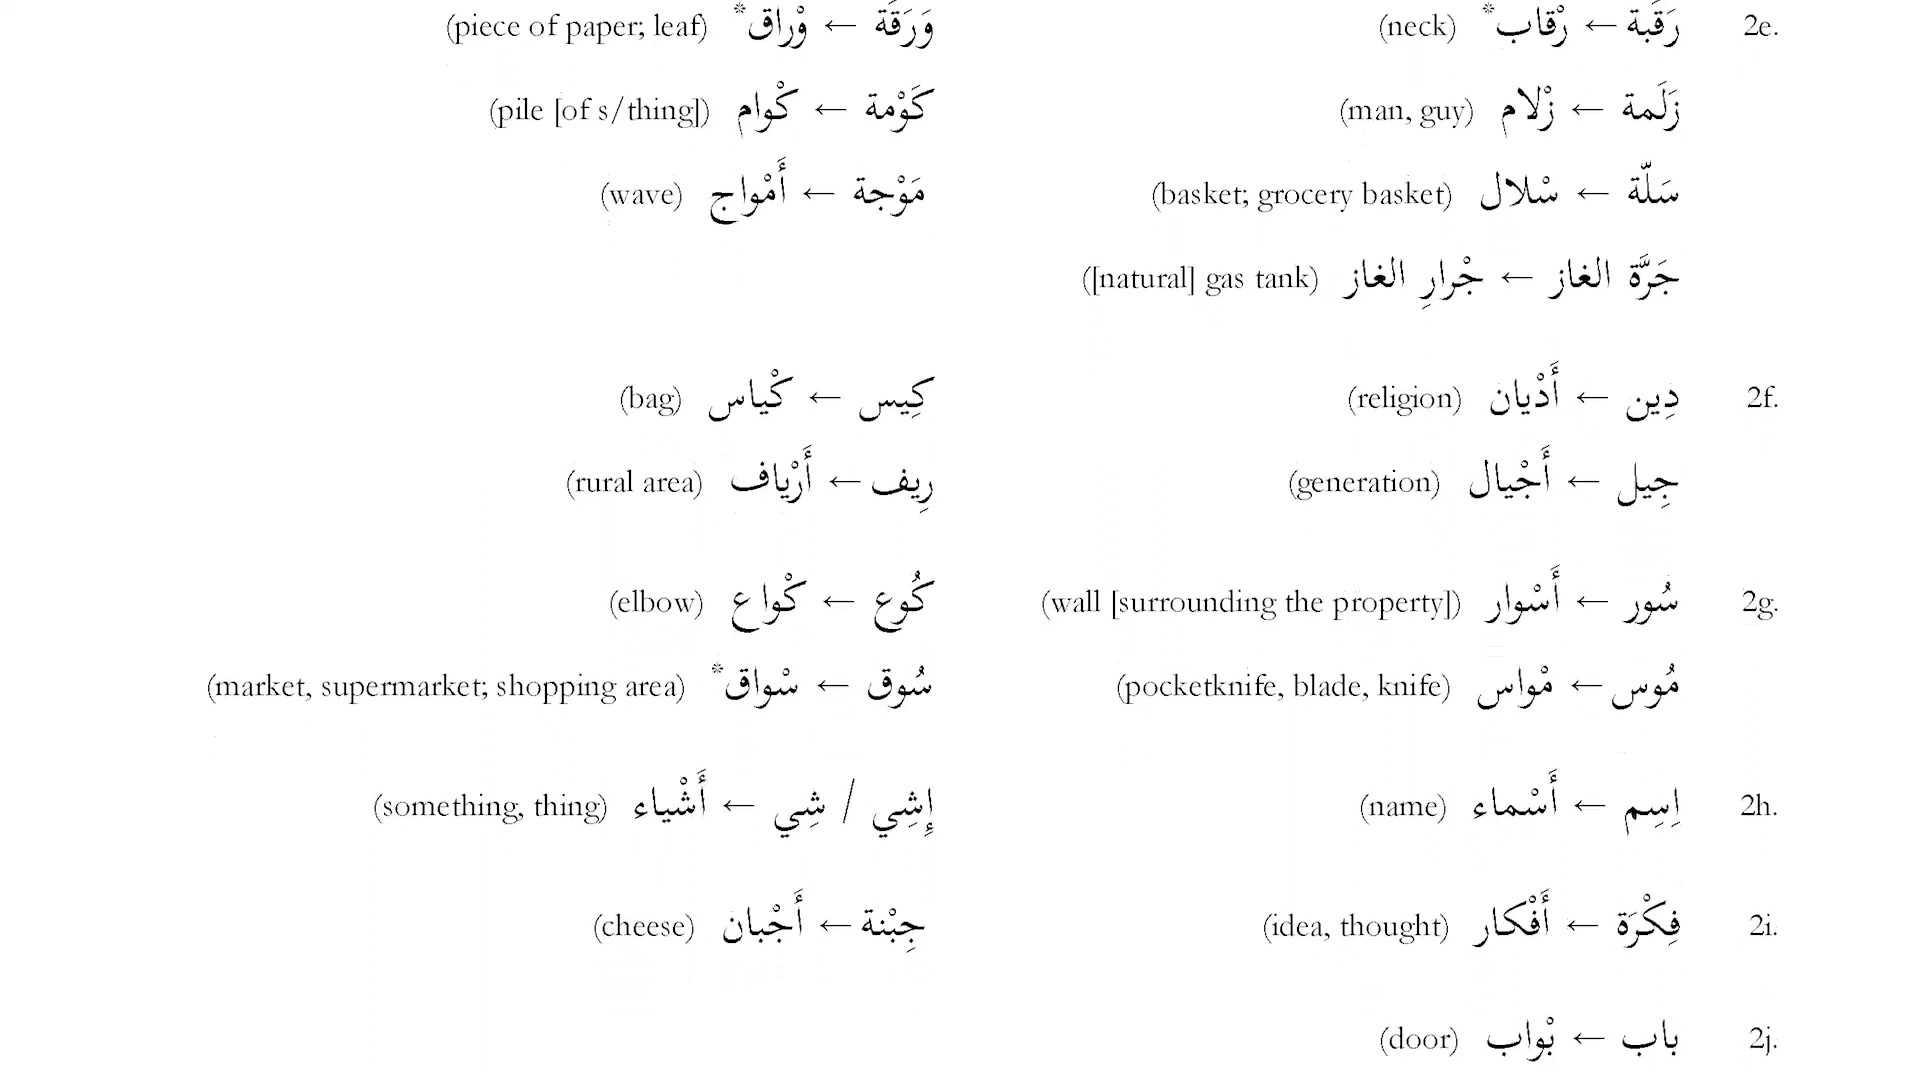 2e. رَقَبة ← رْقاب* (neck) وَرَقَة ← وْراق* (piece of paper; leaf)
زَلَمة ← زْلام (man, guy) كَوْمة ← كْوام (pile [of s/thing])
سَلّة ← سْلال (basket; grocery basket) مَوْجة ← أَمْواج (wave)
جَرَّة الغاز ← جْرارِ الغاز ([natural] gas tank)
2f. دِين ← أَدْيان (religion) كِيس ← كْياس (bag)
جِيل ← أَجْيال (generation) رِيف ← أَرْياف (rural area)
2g. سُور ← أَسْوار (wall [surrounding the property]) كُوع ← كْواع (elbow)
مُوس ← مْواس (pocketknife, blade, knife) سُوق ← سْواق* (market, supermarket; shopping area)
2h. اِسِم ← أَسْماء (name) إِشِي / شِي ← أَشْياء (something, thing)
2i. فِكْرَة ← أَفْكار (idea, thought) جِبْنة ← أَجْبان (cheese)
2j. باب ← بْواب (door)